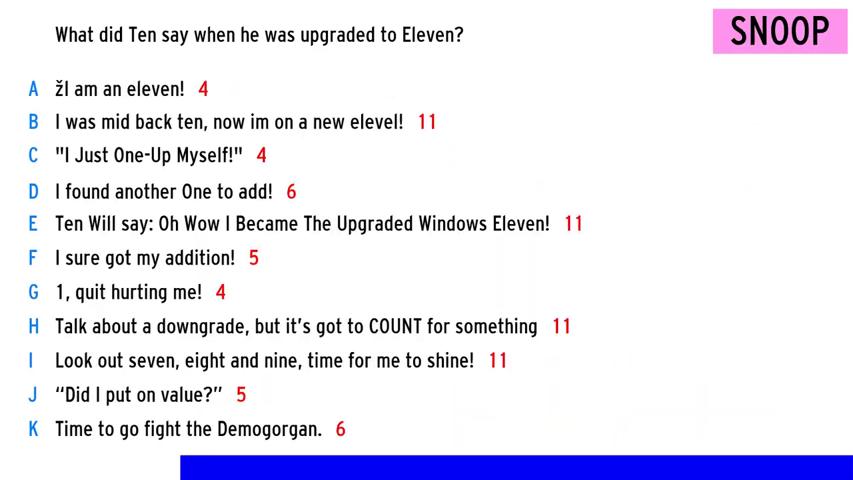 What did Ten say when he was upgraded to Eleven?
SNOOP
A žI am an eleven! 4
B I was mid back ten, now im on a new elevel! 11
C "I Just One-Up Myself!" 4
D I found another One to add! 6
E Ten Will say: Oh Wow I Became The Upgraded Windows Eleven! 11
F I sure got my addition! 5
G 1, quit hurting me! 4
H Talk about a downgrade, but it’s got to COUNT for something 11
I Look out seven, eight and nine, time for me to shine! 11
J “Did I put on value?” 5
K Time to go fight the Demogorgan. 6